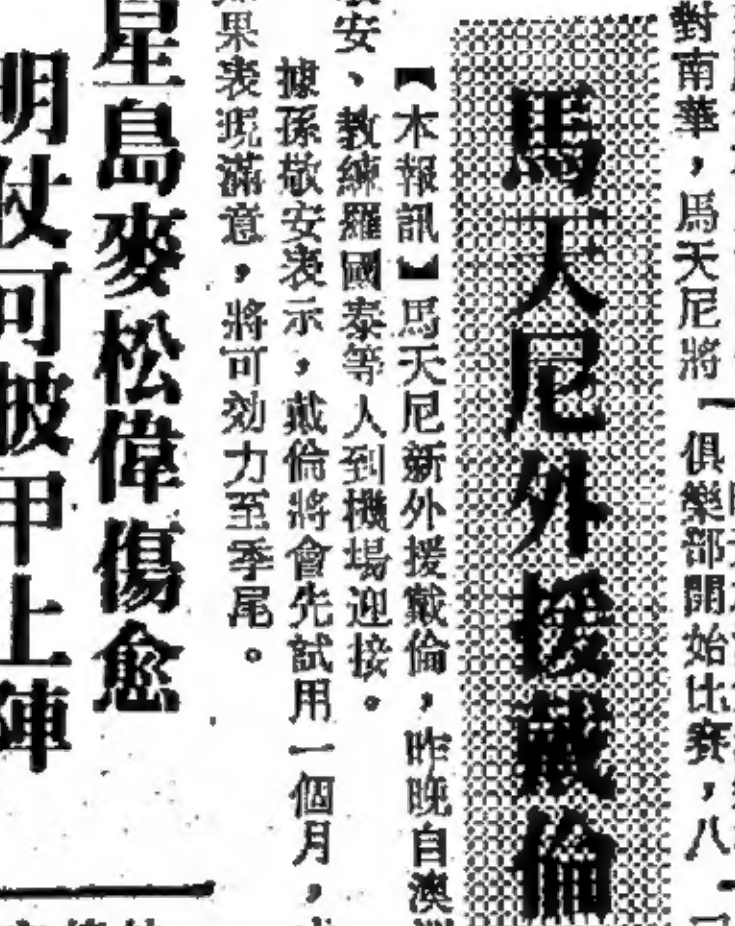 對南華，馬天尼將
俱樂部開始比賽，八
馬天尼外援戴倫
【本報訊】馬天尼新外援戴倫，昨晚自澳
安、教練羅國泰等人到機場迎接。
據孫敬安表示，戴倫將會先試用一個月，
果表現滿意，將可効力至季尾。
星島麥松偉傷愈
明仗可披甲上陣